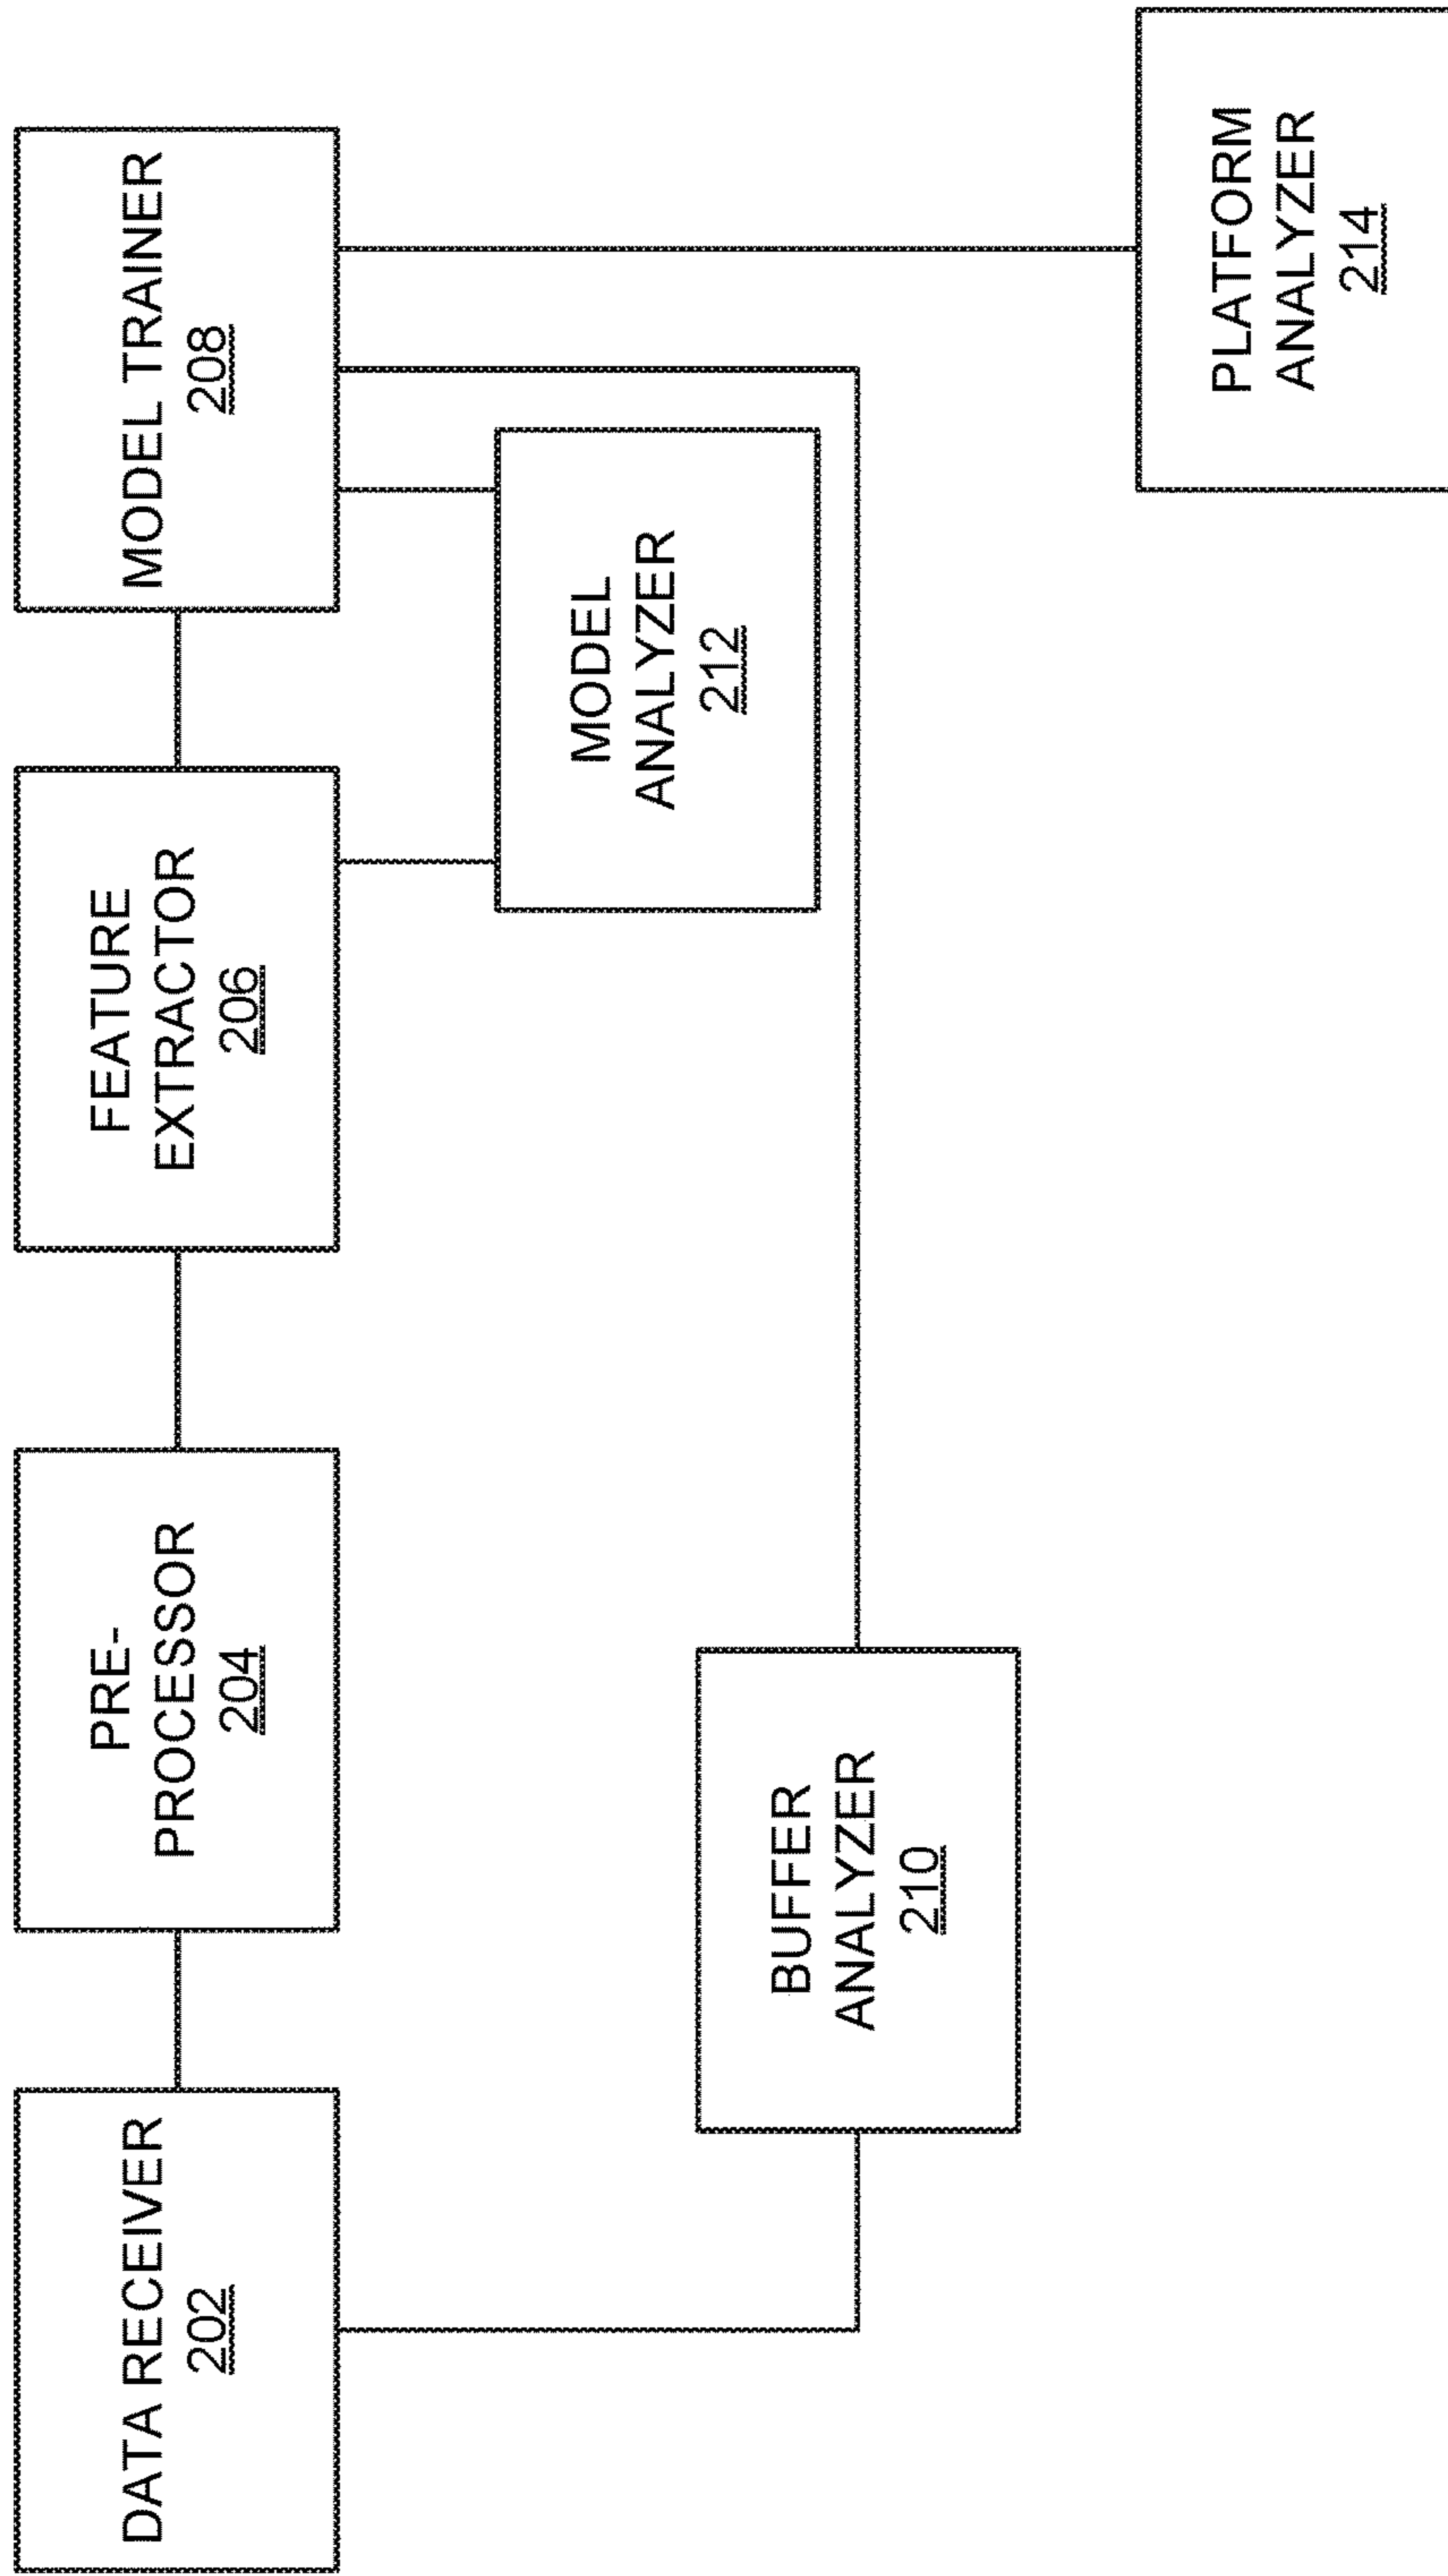 DATA RECEIVER
202
PRE-
PROCESSOR
204
FEATURE
EXTRACTOR
206
MODEL TRAINER
208
MODEL
ANALYZER
212
BUFFER
ANALYZER
210
PLATFORM
ANALYZER
214